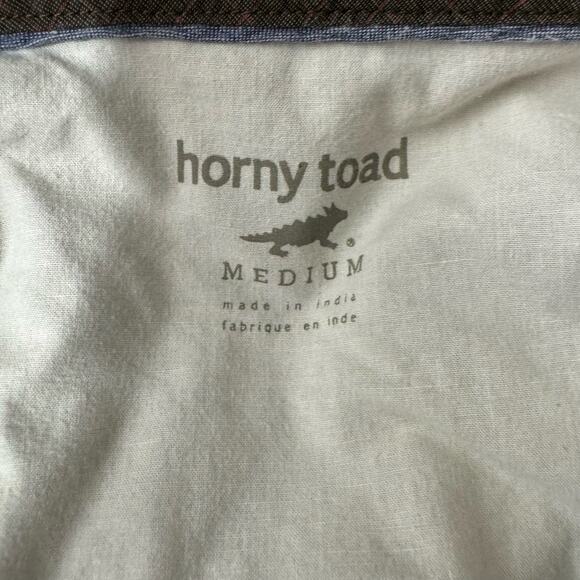 horny toad
®
MEDIUM
made in india
fabrique en inde